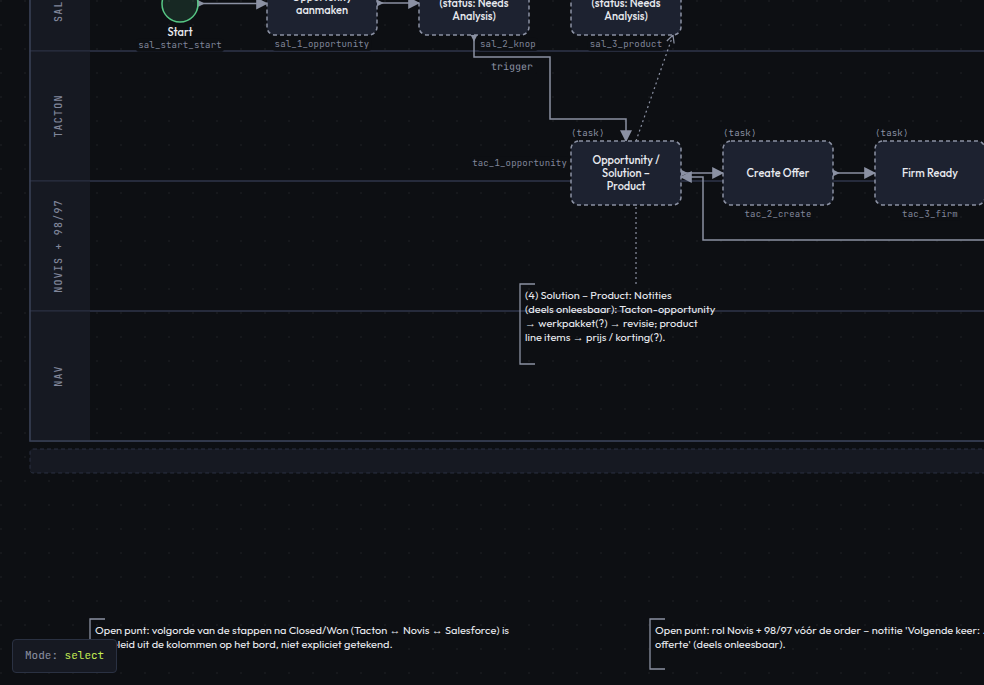 SAL
Opportunity
aanmaken
(status: Needs
Analysis)
(status: Needs
Analysis)
Start
sal_start_start
sal_1_opportunity
sal_2_knop
sal_3_product
trigger
TACTON
(task)
(task)
(task)
tac_1_opportunity
Opportunity /
Solution –
Product
Create Offer
Firm Ready
tac_2_create
tac_3_firm
NOVIS + 98/97
(4) Solution – Product: Notities
(deels onleesbaar): Tacton-opportunity
→ werkpakket(?) → revisie; product
line items → prijs / korting(?).
NAV
Open punt: volgorde van de stappen na Closed/Won (Tacton ↔ Novis ↔ Salesforce) is
leid uit de kolommen op het bord, niet expliciet getekend.
Open punt: rol Novis + 98/97 vóór de order – notitie 'Volgende keer:
offerte' (deels onleesbaar).
Mode: select